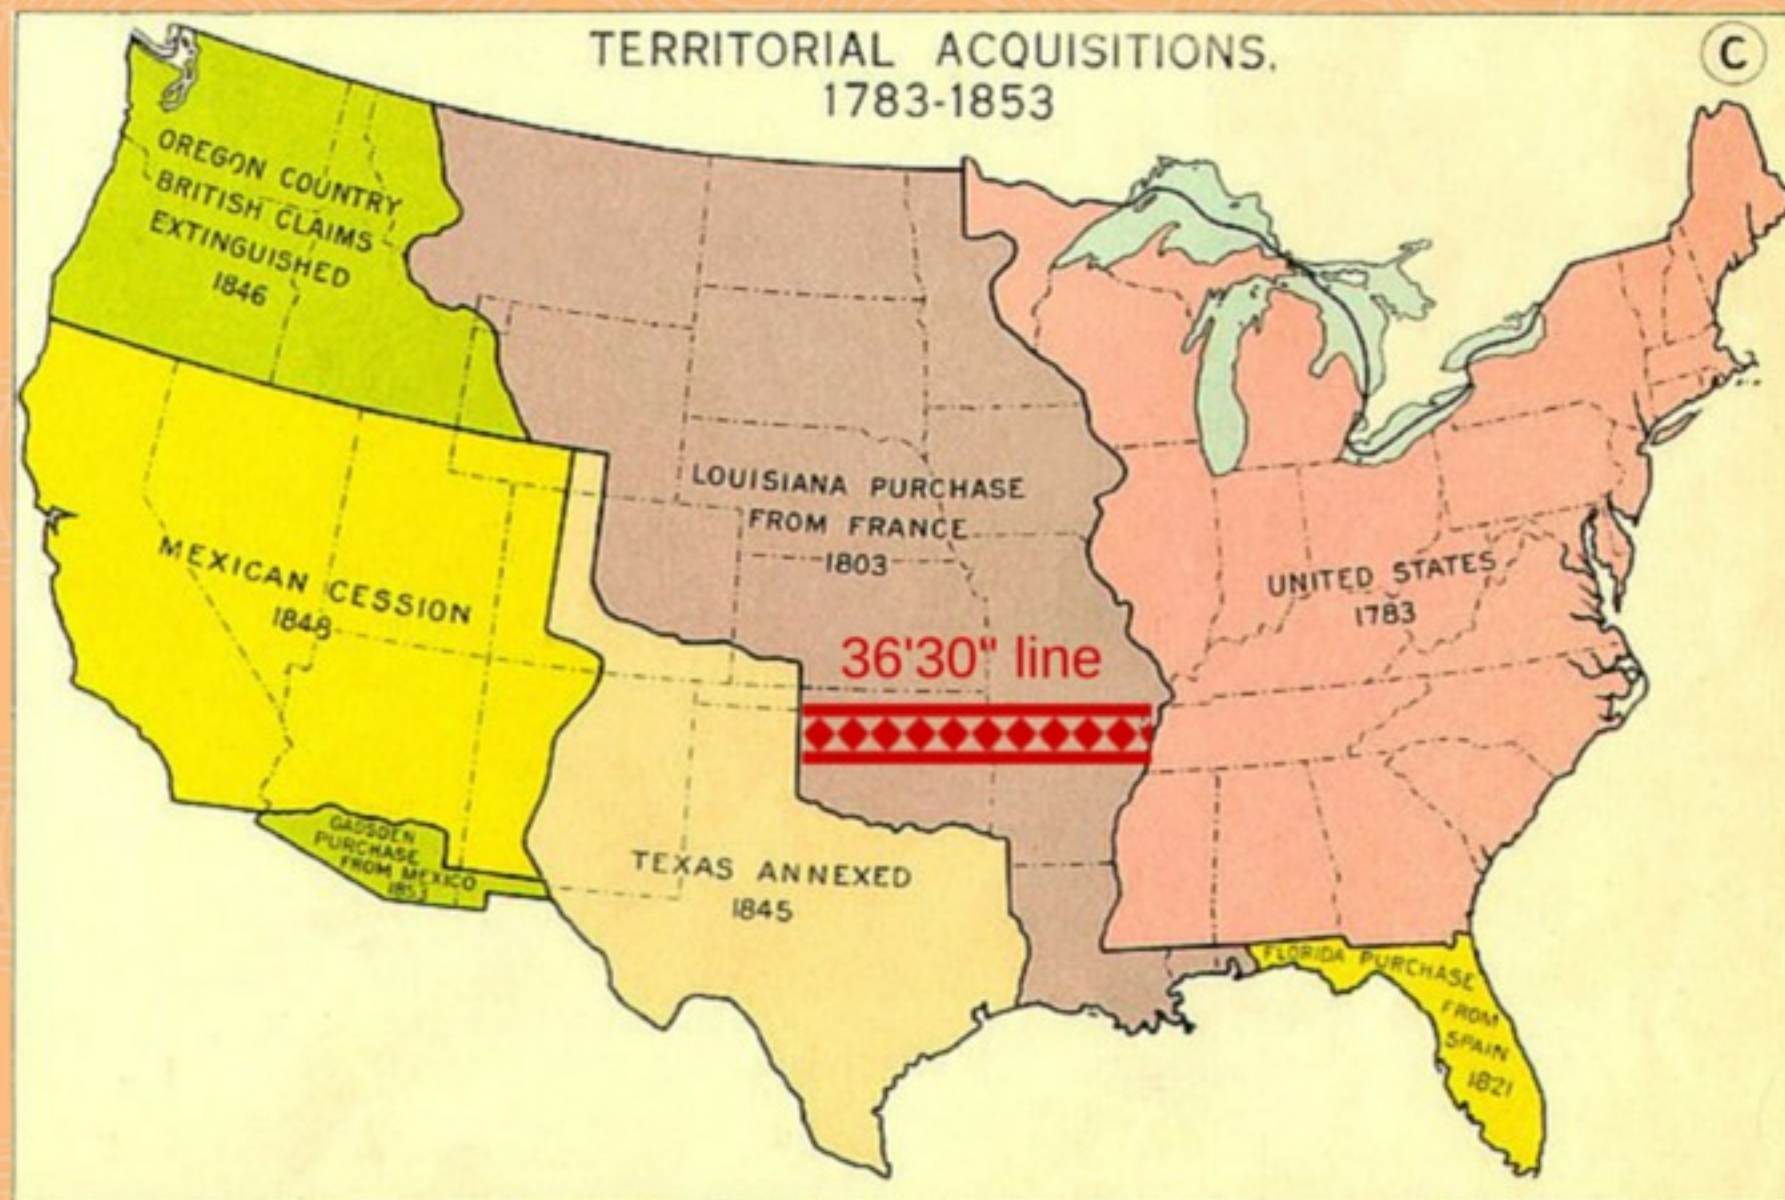 TERRITORIAL ACQUISITIONS.
1783-1853
C
OREGON COUNTRY
BRITISH CLAIMS
EXTINGUISHED
1846
LOUISIANA PURCHASE
FROM FRANCE
1803
MEXICAN CESSION
1848
UNITED STATES
1783
36'30" line
GADSDEN
PURCHASE
FROM MEXICO
1853
TEXAS ANNEXED
1845
FLORIDA PURCHASE
FROM
SPAIN
1821